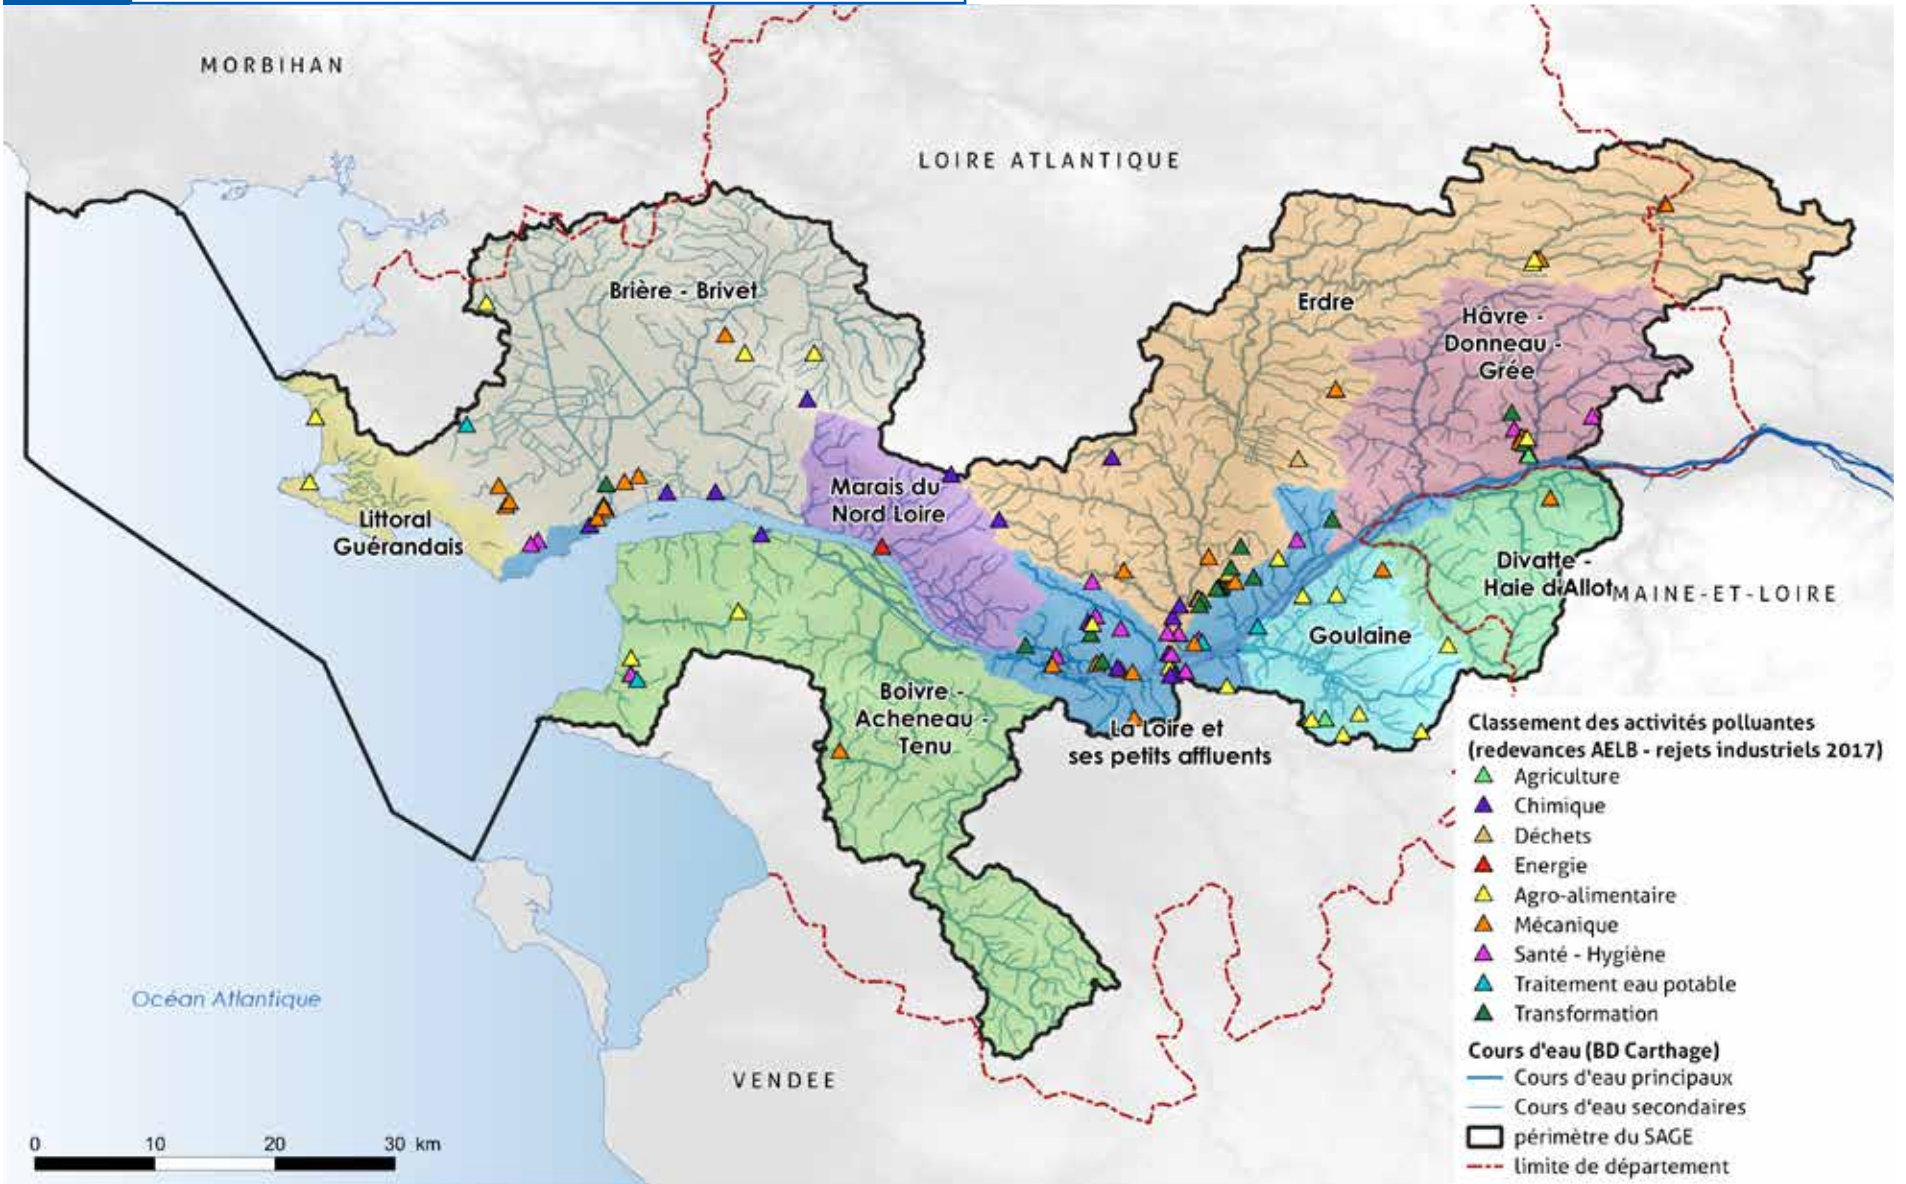 MORBIHAN
LOIRE ATLANTIQUE
Brière - Brivet
Erdre
Hâvre -
Donneau -
Grée
Marais du
Nord Loire
Littoral
Guérandais
Divatte -
Haie d'Allot
MAINE-ET-LOIRE
Goulaine
Boivre -
Acheneau -
Tenu
La Loire et
ses petits affluents
Océan Atlantique
VENDEE
0 10 20 30 km
Classement des activités polluantes
(redevances AELB - rejets industriels 2017)
Agriculture
Chimique
Déchets
Energie
Agro-alimentaire
Mécanique
Santé - Hygiène
Traitement eau potable
Transformation
Cours d'eau (BD Carthage)
Cours d'eau principaux
Cours d'eau secondaires
périmètre du SAGE
limite de département